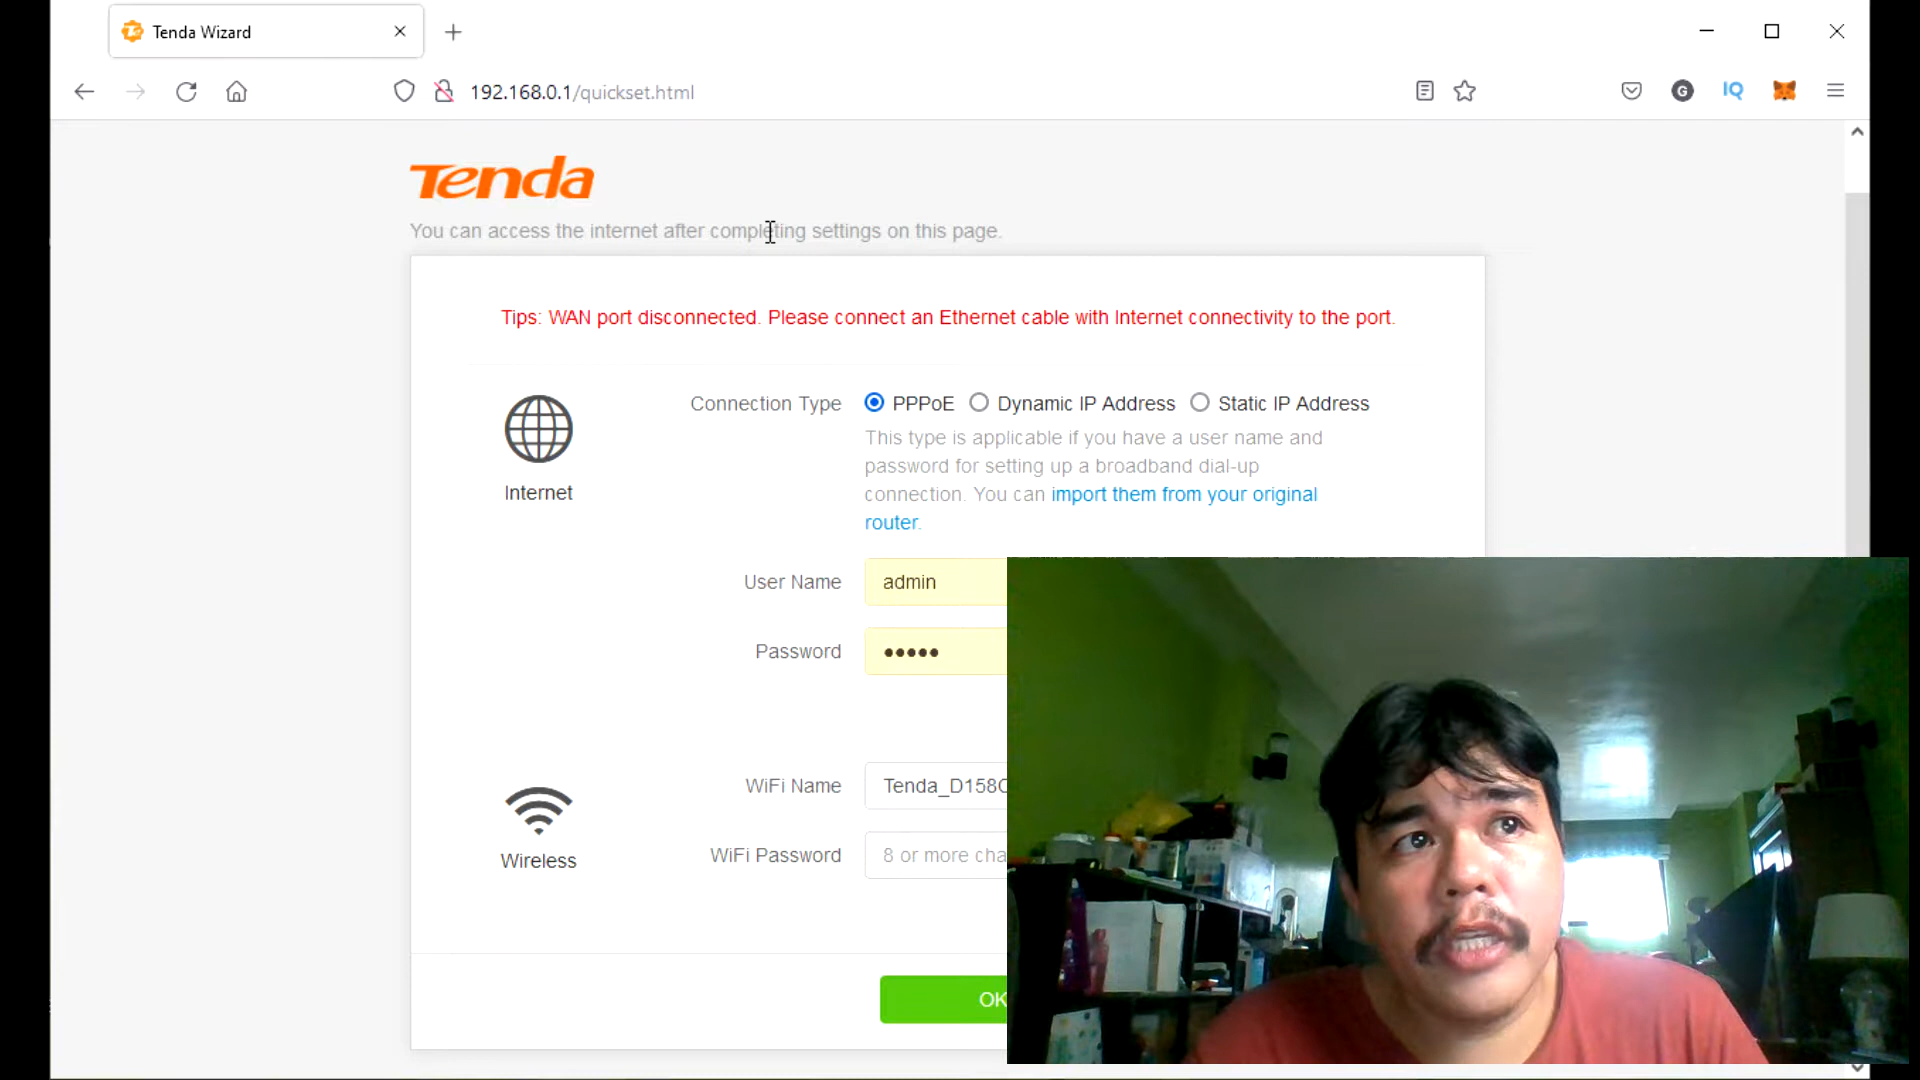 Tenda Wizard
192.168.0.1/quickset.html
G
IQ
Tenda
You can access the internet after completing settings on this page.
Tips: WAN port disconnected. Please connect an Ethernet cable with Internet connectivity to the port.
Connection Type
PPPoE
Dynamic IP Address
Static IP Address
This type is applicable if you have a user name and
password for setting up a broadband dial-up
connection. You can import them from your original
router.
Internet
User Name
admin
Password
•••••
WiFi Name
Tenda_D158
Wireless
WiFi Password
8 or more cha
OK